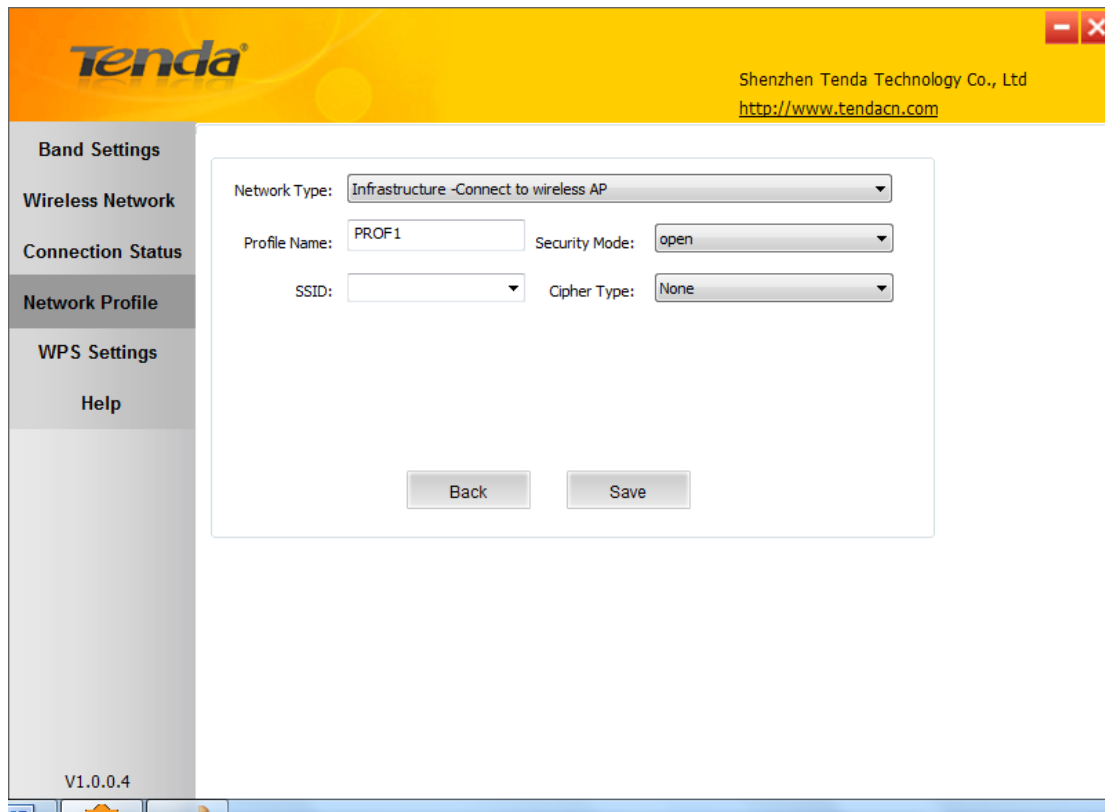 Tenda®
Shenzhen Tenda Technology Co., Ltd
http://www.tendacn.com
Band Settings
Wireless Network
Connection Status
Network Profile
WPS Settings
Help
V1.0.0.4
Network Type: Infrastructure -Connect to wireless AP
Profile Name: PROF1 Security Mode: open
SSID: Cipher Type: None
Back Save